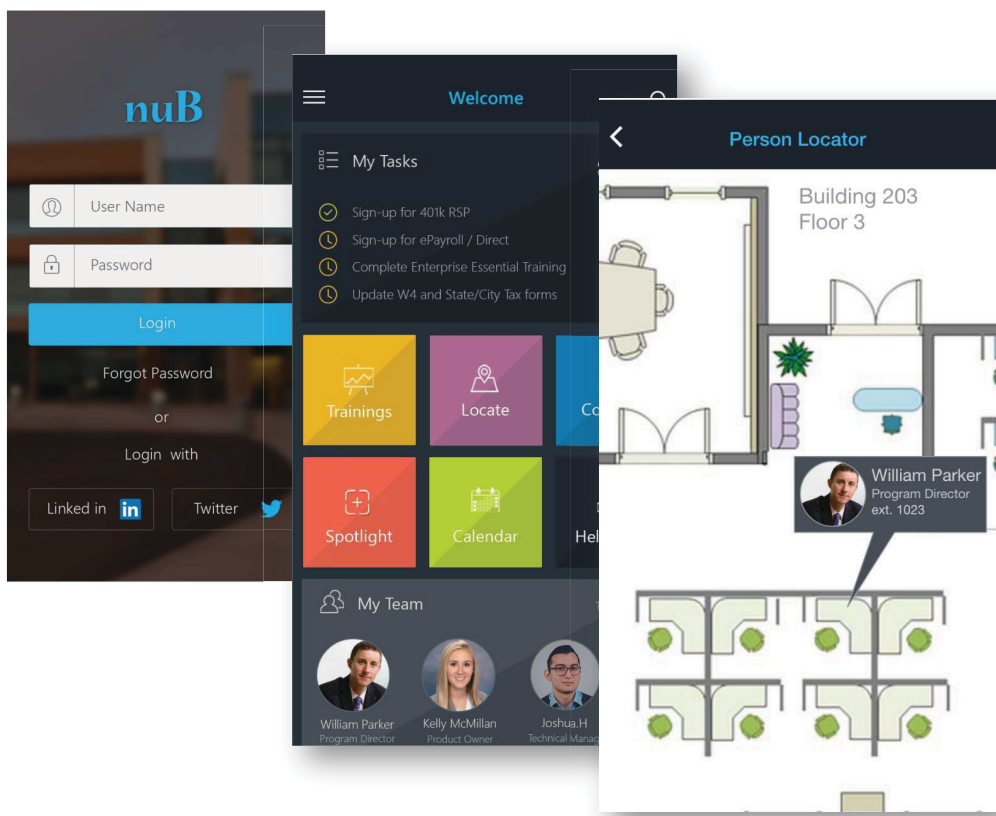 nuB
User Name
Password
Login
Forgot Password
or
Login with
Linked in
in
Twitter
Welcome
My Tasks
Sign-up for 401k RSP
Sign-up for ePayroll / Direct
Complete Enterprise Essential Training
Update W4 and State/City Tax forms
Trainings
Locate
Spotlight
Calendar
My Team
William Parker
Program Director
Kelly McMillan
Product Owner
Joshua.H
Technical
Person Locator
Building 203
Floor 3
William Parker
Program Director
ext. 1023